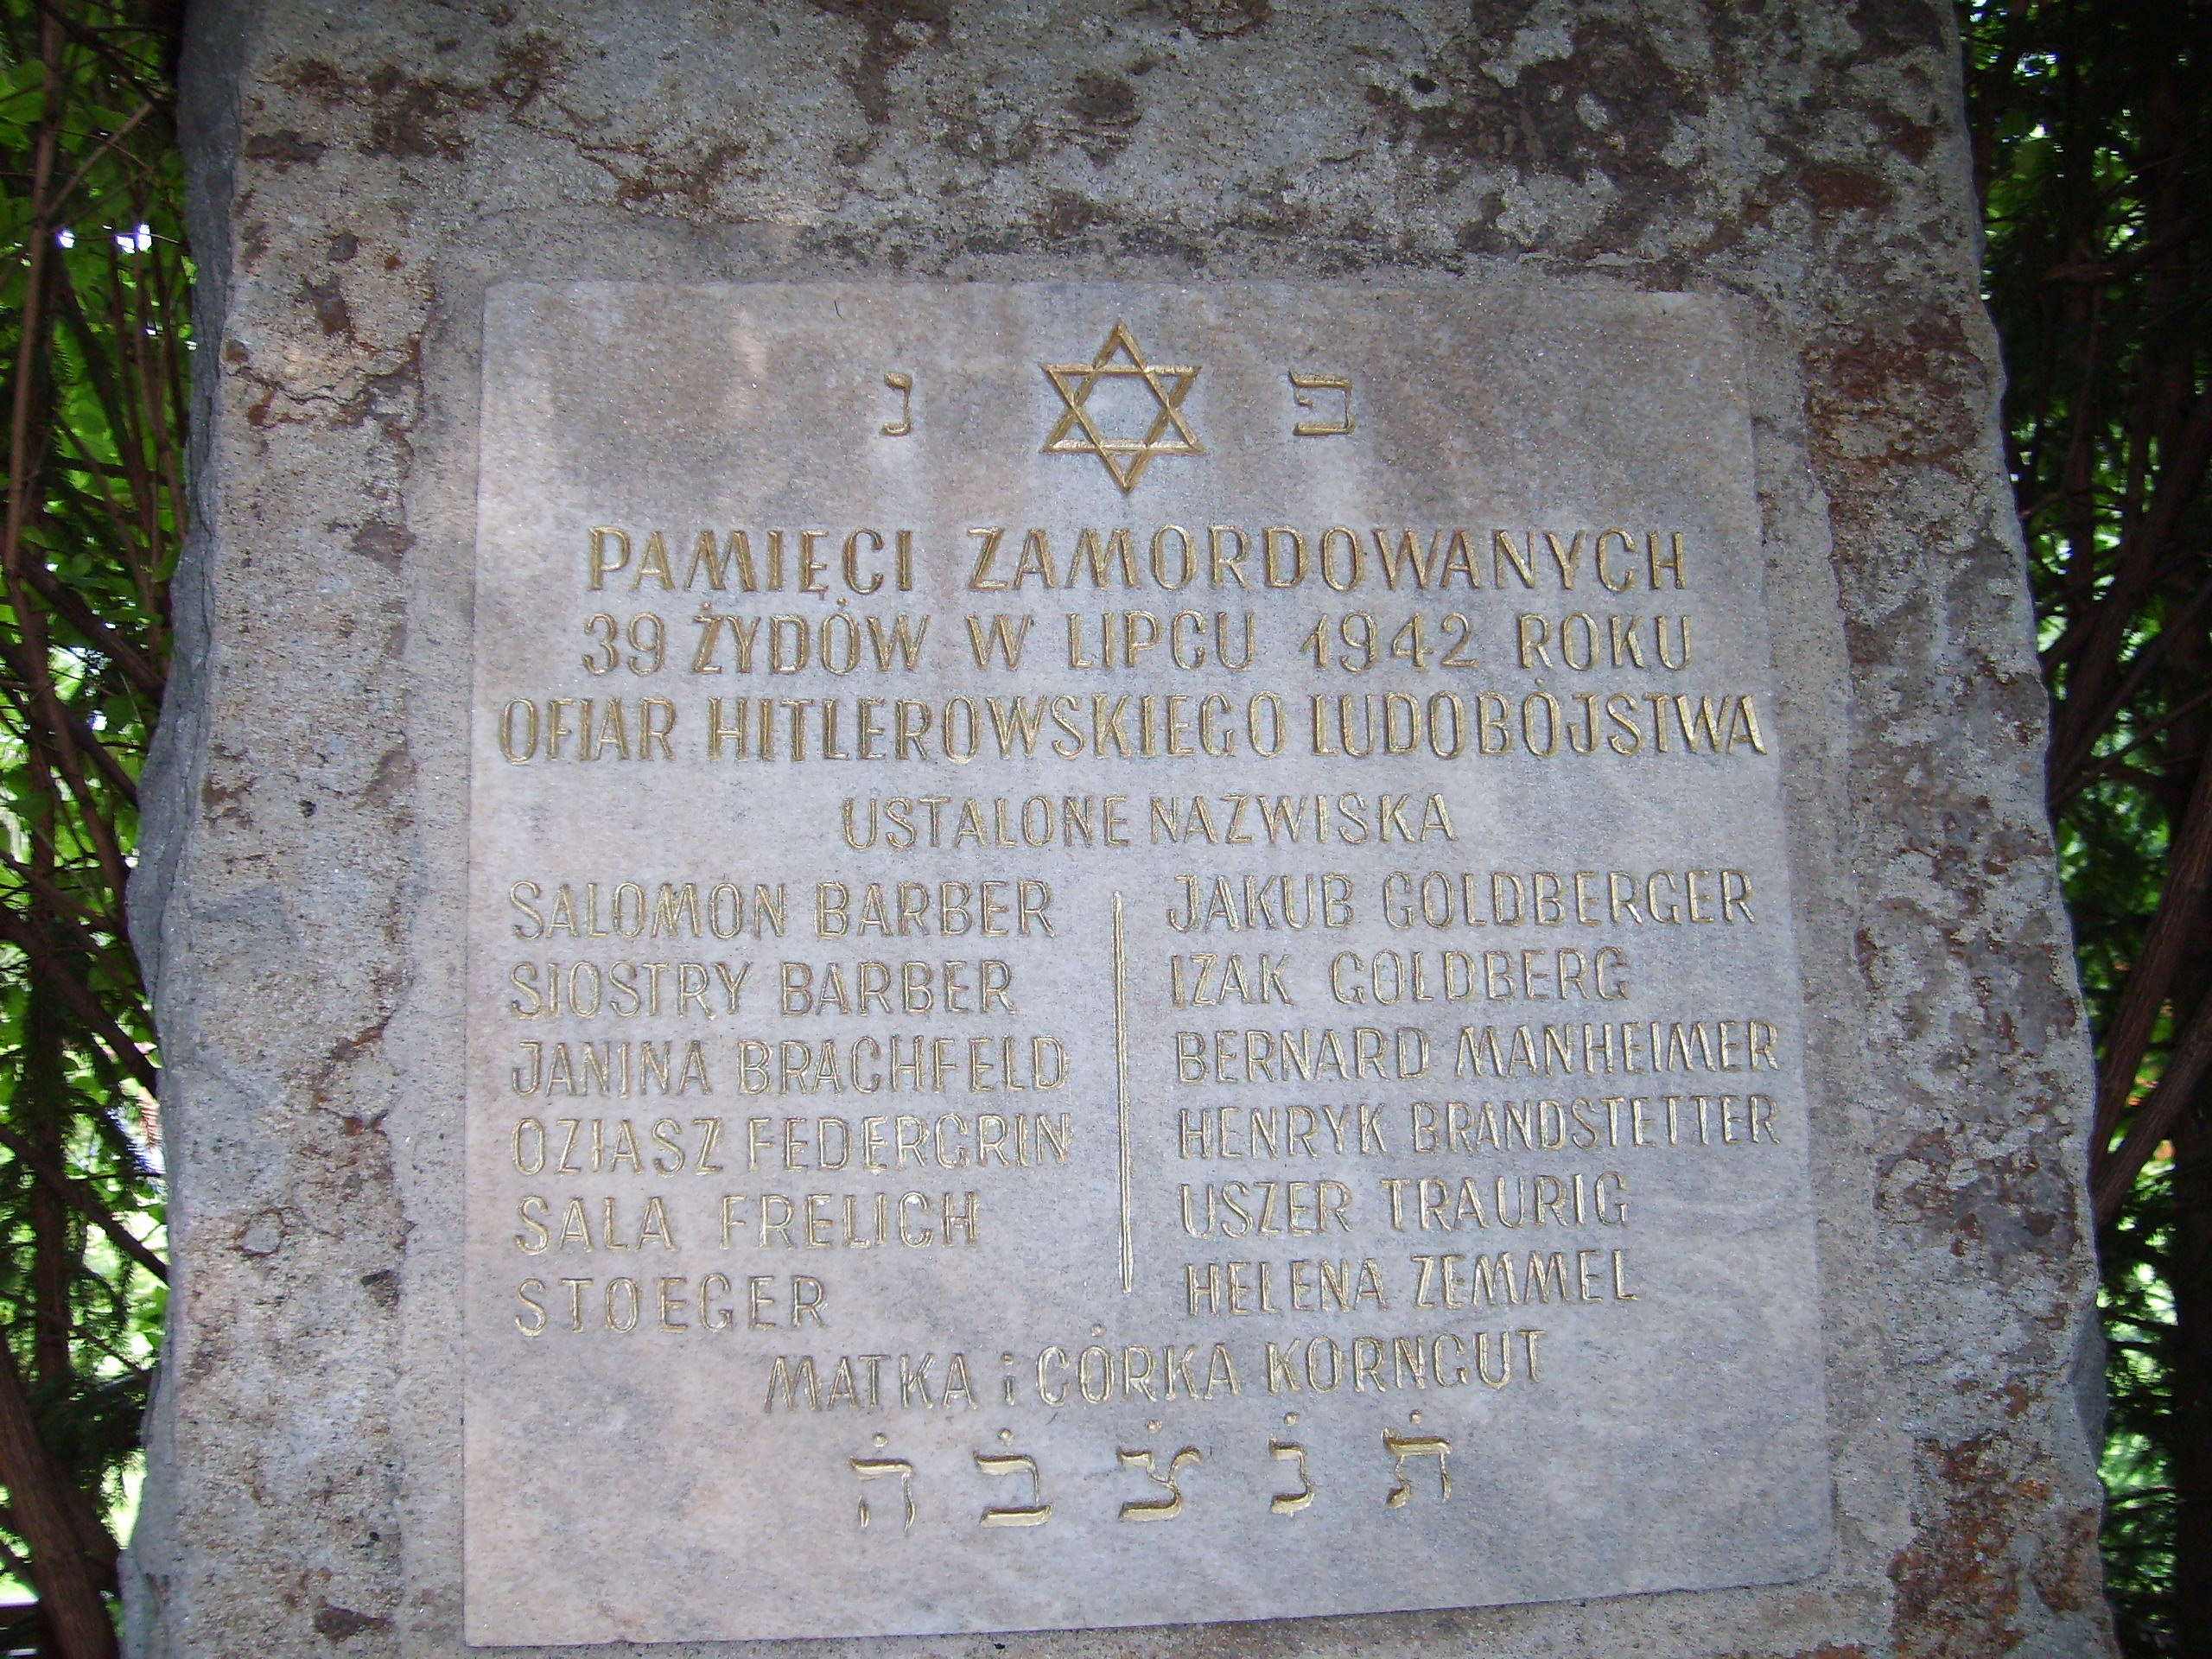 פ נ
PAMIĘCI ZAMORDOWANYCH
39 ŻYDÓW W LIPCU 1942 ROKU
OFIAR HITLEROWSKIEGO LUDOBÓJSTWA
USTALONE NAZWISKA
SALOMON BARBER
SIOSTRY BARBER
JANINA BRACHFELD
OZIASZ FEDERGRIN
SALA FRELICH
STOEGER
JAKUB GOLDBERGER
IZAK GOLDBERG
BERNARD MANHEIMER
HENRYK BRANDSTETTER
USZER TRAURIG
HELENA ZEMMEL
MATKA i CÓRKA KORNGUT
תׄ נׄ צׄ בׄ הׄ